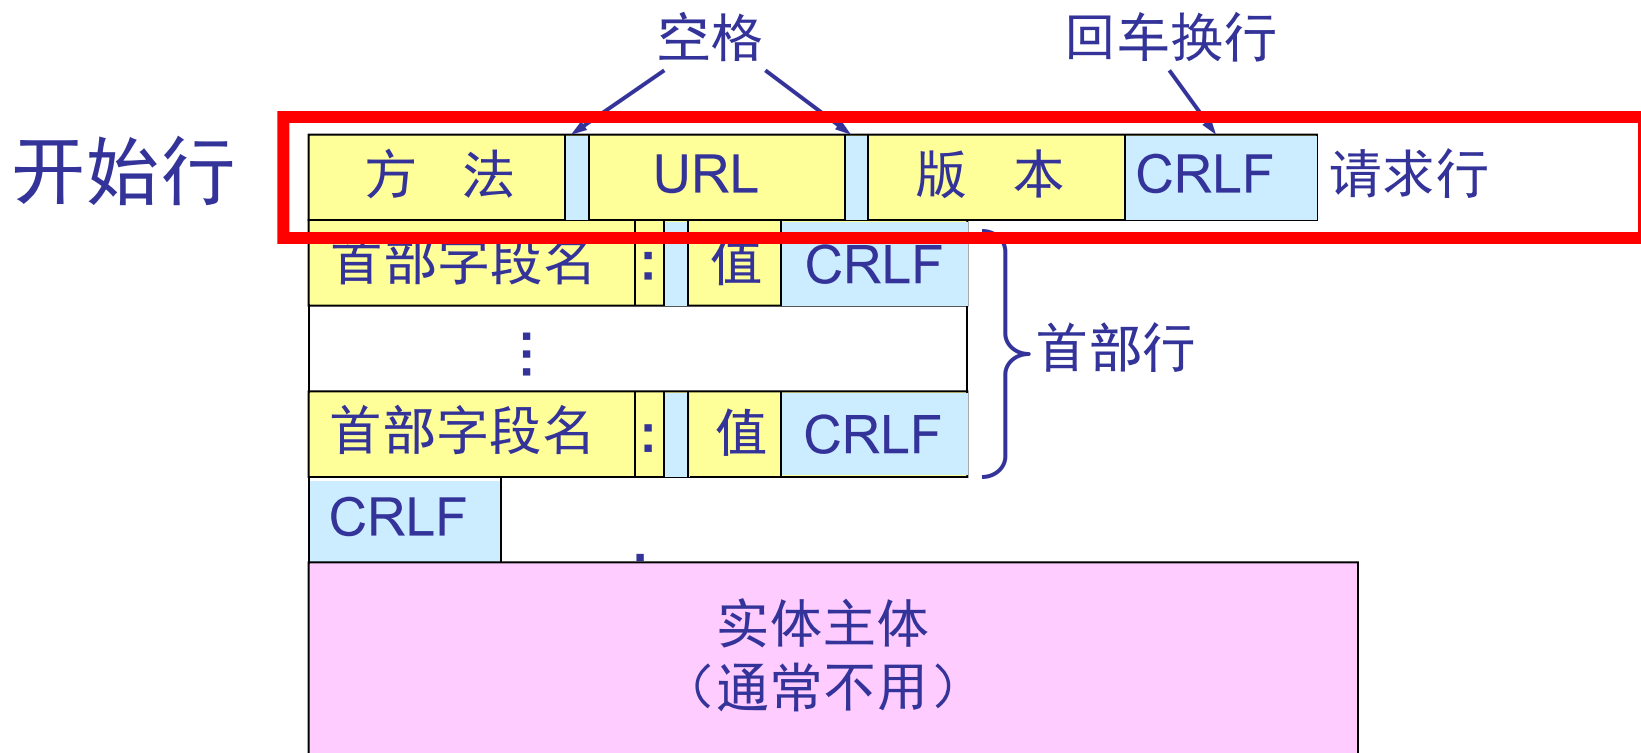 空格 回车换行
开始行 方 法 URL 版 本 CRLF 请求行
首部字段名 : 值 CRLF
⋮ 首部行
首部字段名 : 值 CRLF
CRLF
实体主体
（通常不用）